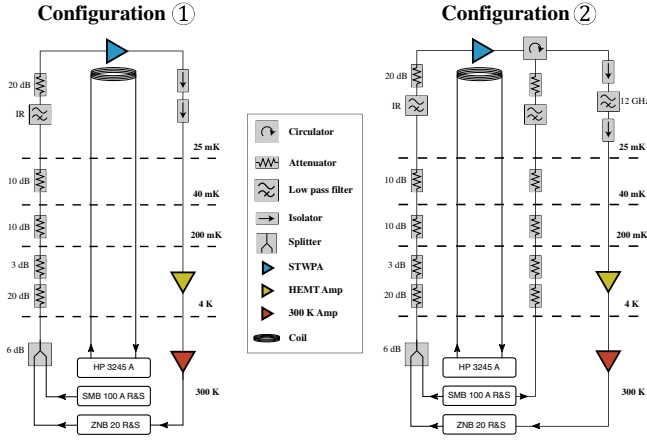 Configuration ①
20 dB
IR
25 mK
10 dB
40 mK
10 dB
200 mK
3 dB
20 dB
4 K
6 dB
HP 3245 A
SMB 100 A R&S
300 K
ZNB 20 R&S
Circulator
Attenuator
Low pass filter
Isolator
Splitter
STWPA
HEMT Amp
300 K Amp
Coil
Configuration ②
20 dB
IR
12 GHz
25 mK
10 dB
40 mK
10 dB
200 mK
3 dB
20 dB
4 K
6 dB
HP 3245 A
SMB 100 A R&S
300 K
ZNB 20 R&S